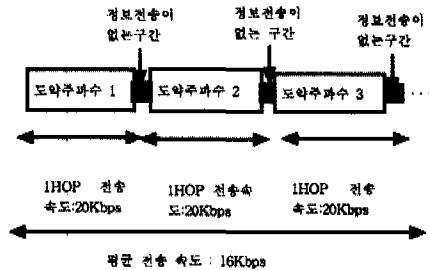 정보전송이
없는구간
정보전송이
없는 구간
정보전송이
없는구간
도약주파수 1
도약주파수 2
도약주파수 3
...
1HOP 전송
속도:20Kbps
1HOP 전송속
도:20Kbps
1HOP 전송
속도:20Kbps
평균 전송 속도 : 16Kbps